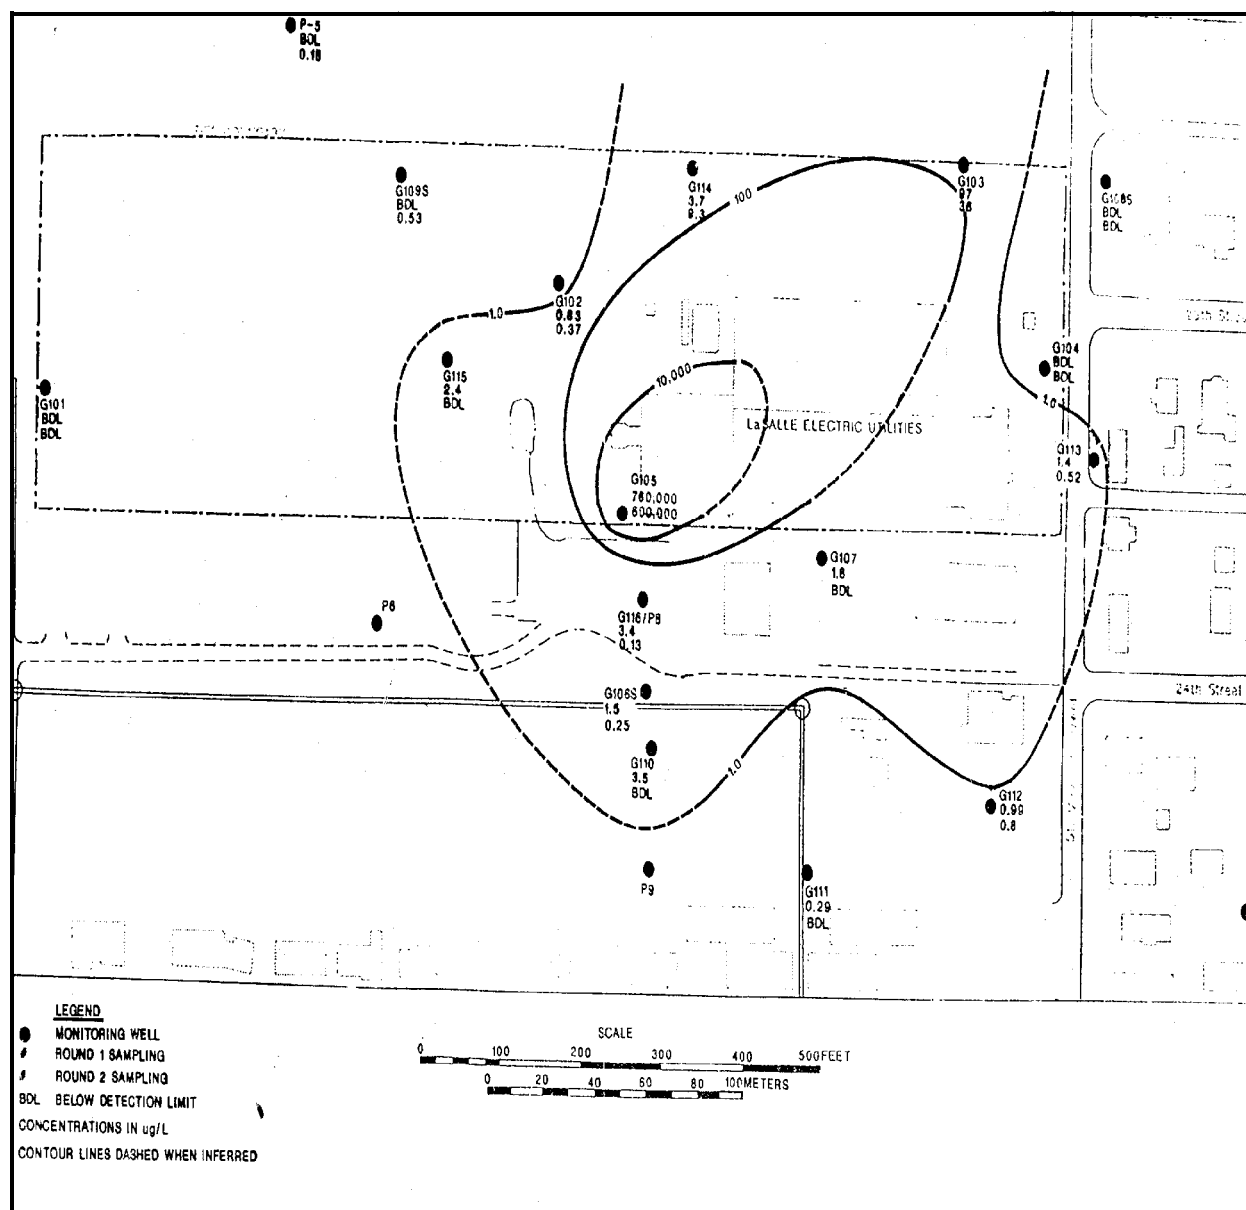 P-5
BDL
0.18
G109S
BDL
0.53
G114
3.7
9.3
100
G103
97
36
G108S
BDL
BDL
G102
0.63
0.37
1.0
G115
2.4
BDL
G101
BDL
BDL
10,000
G104
BDL
BDL
1.0
LaSALLE ELECTRIC UTILITIES
G113
1.4
0.52
G105
760,000
600,000
G107
1.6
BDL
P6
G116/P8
3.4
0.13
G106S
1.5
0.25
24th Street
G110
3.5
BDL
1.0
G112
0.99
0.6
P9
G111
0.29
BDL
LEGEND
MONITORING WELL
ROUND 1 SAMPLING
ROUND 2 SAMPLING
BDL BELOW DETECTION LIMIT
CONCENTRATIONS IN ug/L
CONTOUR LINES DASHED WHEN INFERRED
SCALE
0 100 200 300 400 500FEET
0 20 40 60 80 100METERS